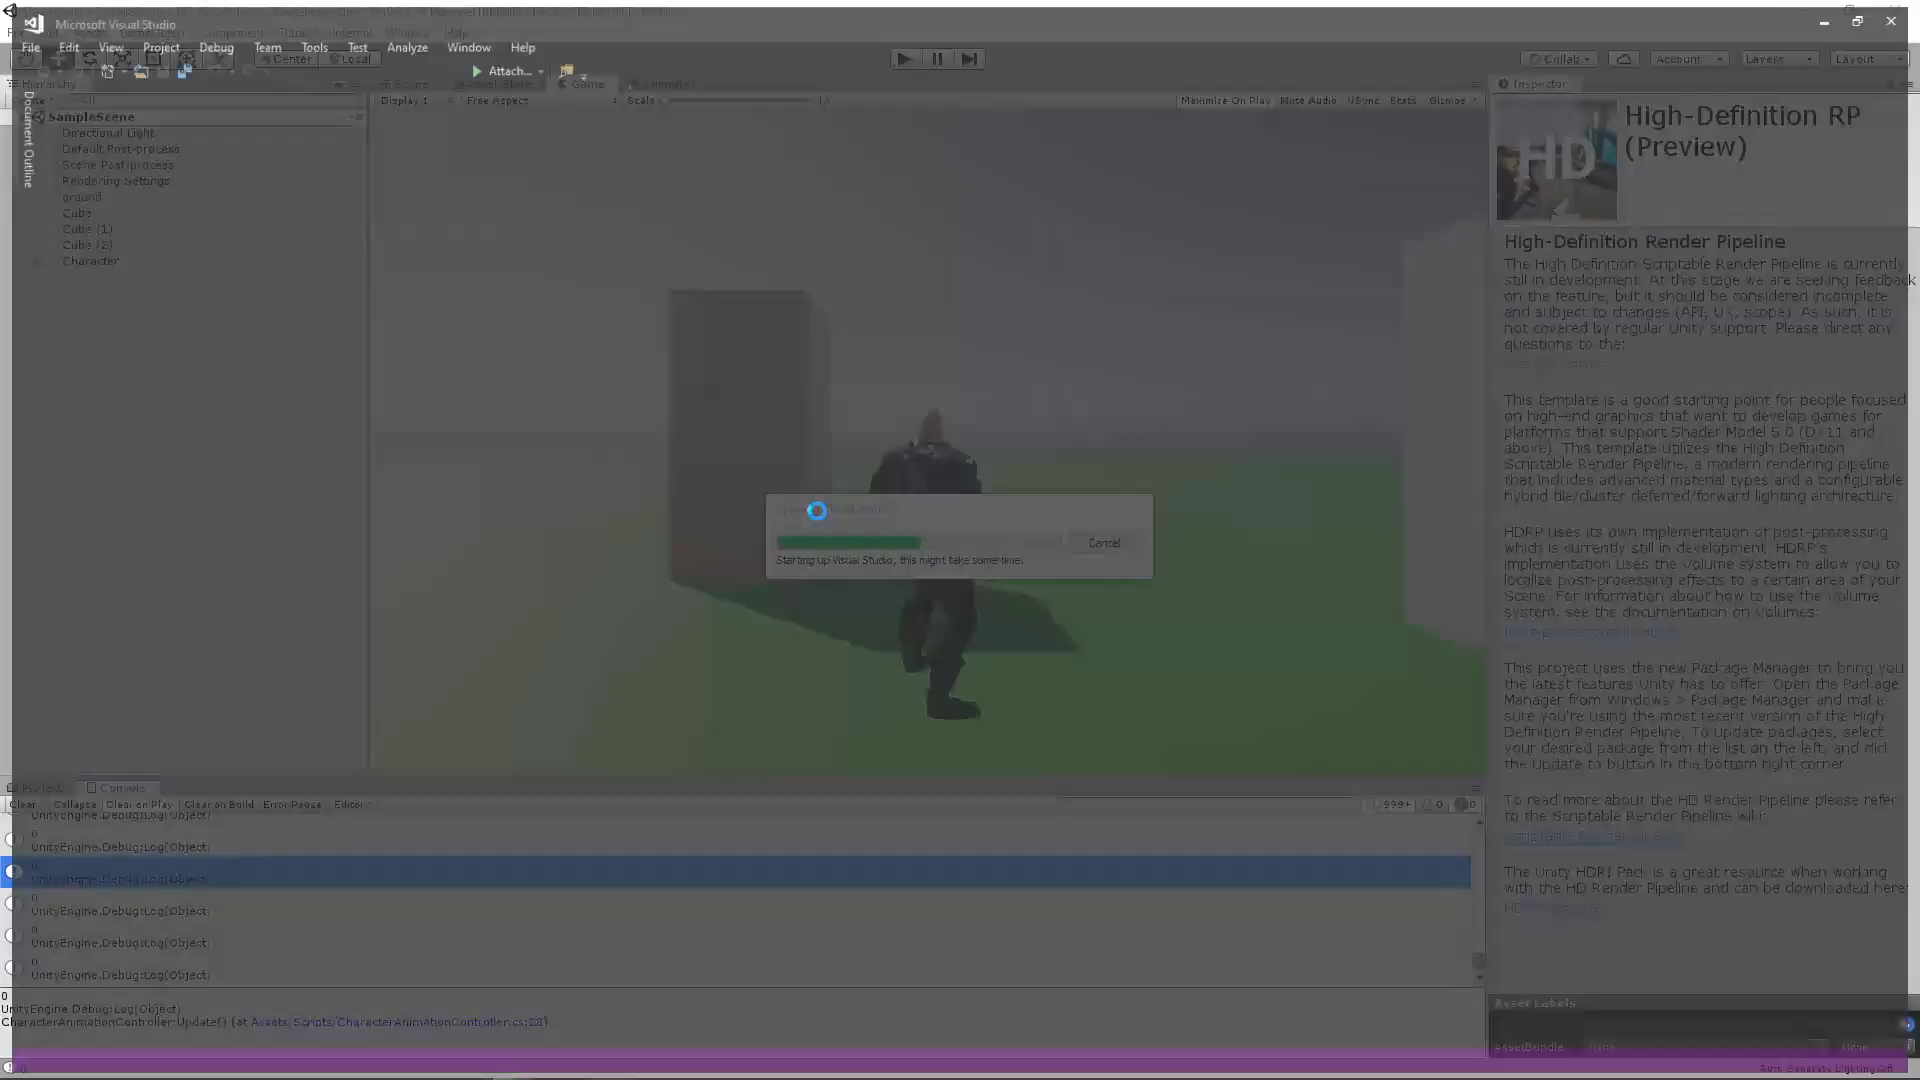 Microsoft Visual Studio
File Edit View Project Debug Team Tools Test Analyze Window Help
Center Local
Collab
Account
Layers
Layout
Attach...
Hierarchy
Game
Inspector
Display 1
Free Aspect
Scale
Maximize On Play Mute Audio VSync Stats Gizmos
Document Outline
SampleScene
Directional Light
Default Post-process
Scene Post-process
Rendering Settings
ground
Cube
Cube (1)
Cube (2)
Character
HD
High-Definition RP
(Preview)
High-Definition Render Pipeline
The High Definition Scriptable Render Pipeline is currently
still in development. At this stage we are seeking feedback
on the feature, but it should be considered incomplete
and subject to changes (API, UX, scope). As such, it is
not covered by regular Unity support. Please direct any
questions to the:
This template is a good starting point for people focused
on high-end graphics that want to develop games for
platforms that support Shader Model 5.0 (DX11 and
above). This template utilizes the High Definition
Scriptable Render Pipeline, a modern rendering pipeline
that includes advanced material types and a configurable
hybrid tile/cluster deferred/forward lighting architecture.
HDRP uses its own implementation of post-processing
which is currently still in development. HDRP's
implementation uses the Volume system to allow you to
localize post-processing effects to a certain area of your
Scene. For information about how to use the Volume
system, see the documentation on Volumes:
This project uses the new Package Manager to bring you
the latest features Unity has to offer. Open the Package
Manager from Windows > Package Manager and make
sure you're using the most recent version of the High
Definition Render Pipeline. To update packages, select
your desired package from the list on the left, and click
the Update to button in the bottom right corner.
To read more about the HD Render Pipeline please refer
to the Scriptable Render Pipeline wiki:
The Unity HDRI Pack is a great resource when working
with the HD Render Pipeline and can be downloaded here:
Cancel
Starting up Visual Studio, this might take some time.
Project
Console
Clear Collapse Clear on Play Clear on Build Error Pause Editor
999+ 0 0
UnityEngine.Debug:Log(Object)
0
UnityEngine.Debug:Log(Object)
0
UnityEngine.Debug:Log(Object)
0
UnityEngine.Debug:Log(Object)
0
UnityEngine.Debug:Log(Object)
0
UnityEngine.Debug:Log(Object)
0
UnityEngine.Debug:Log(Object)
CharacterAnimationController:Update() (at Assets/Scripts/CharacterAnimationController.cs:28)
Asset Labels
AssetBundle
None
None
Auto Generate Lighting Off